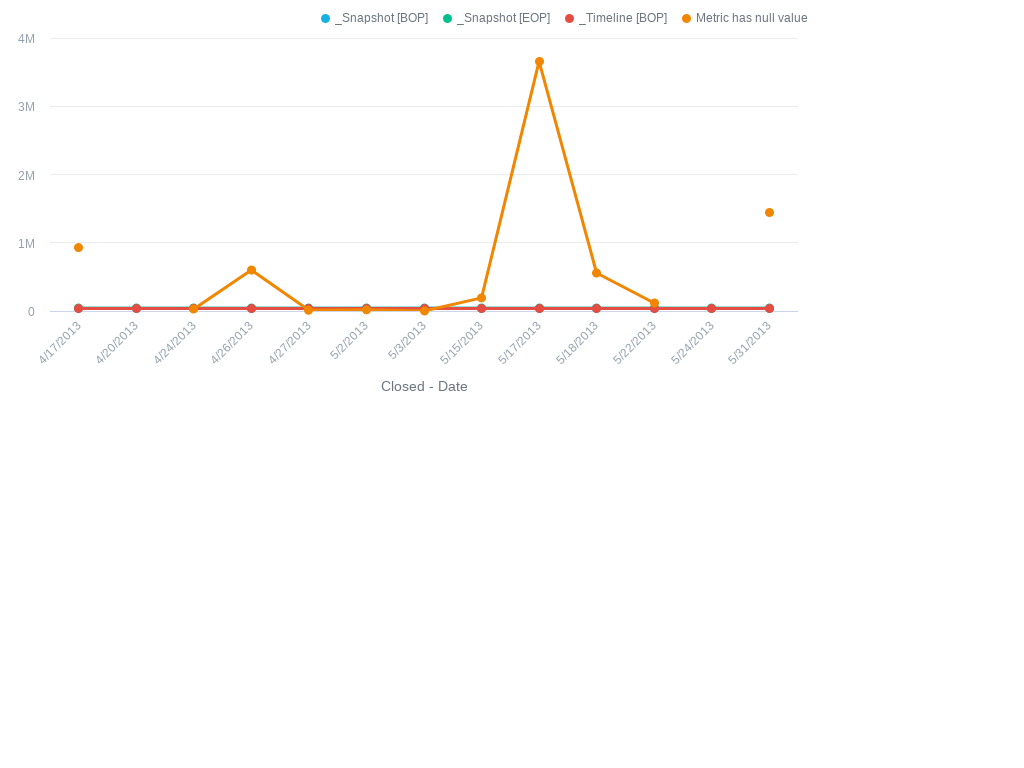 _Snapshot [BOP] _Snapshot [EOP] _Timeline [BOP] Metric has null value
4M
3M
2M
1M
0
4/17/2013 4/20/2013 4/24/2013 4/26/2013 4/27/2013 5/2/2013 5/3/2013 5/15/2013 5/17/2013 5/18/2013 5/22/2013 5/24/2013 5/31/2013
Closed - Date